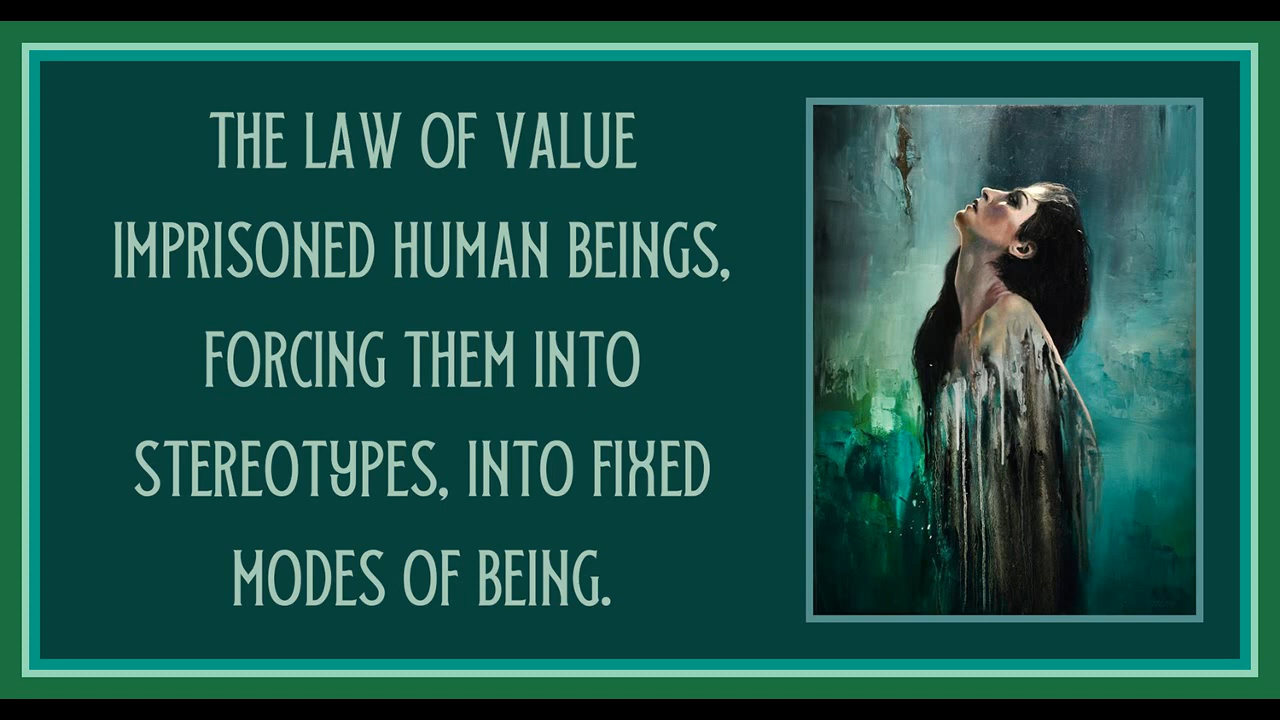 THE LAW OF VALUE
IMPRISONED HUMAN BEINGS,
FORCING THEM INTO
STEREOTYPES, INTO FIXED
MODES OF BEING.